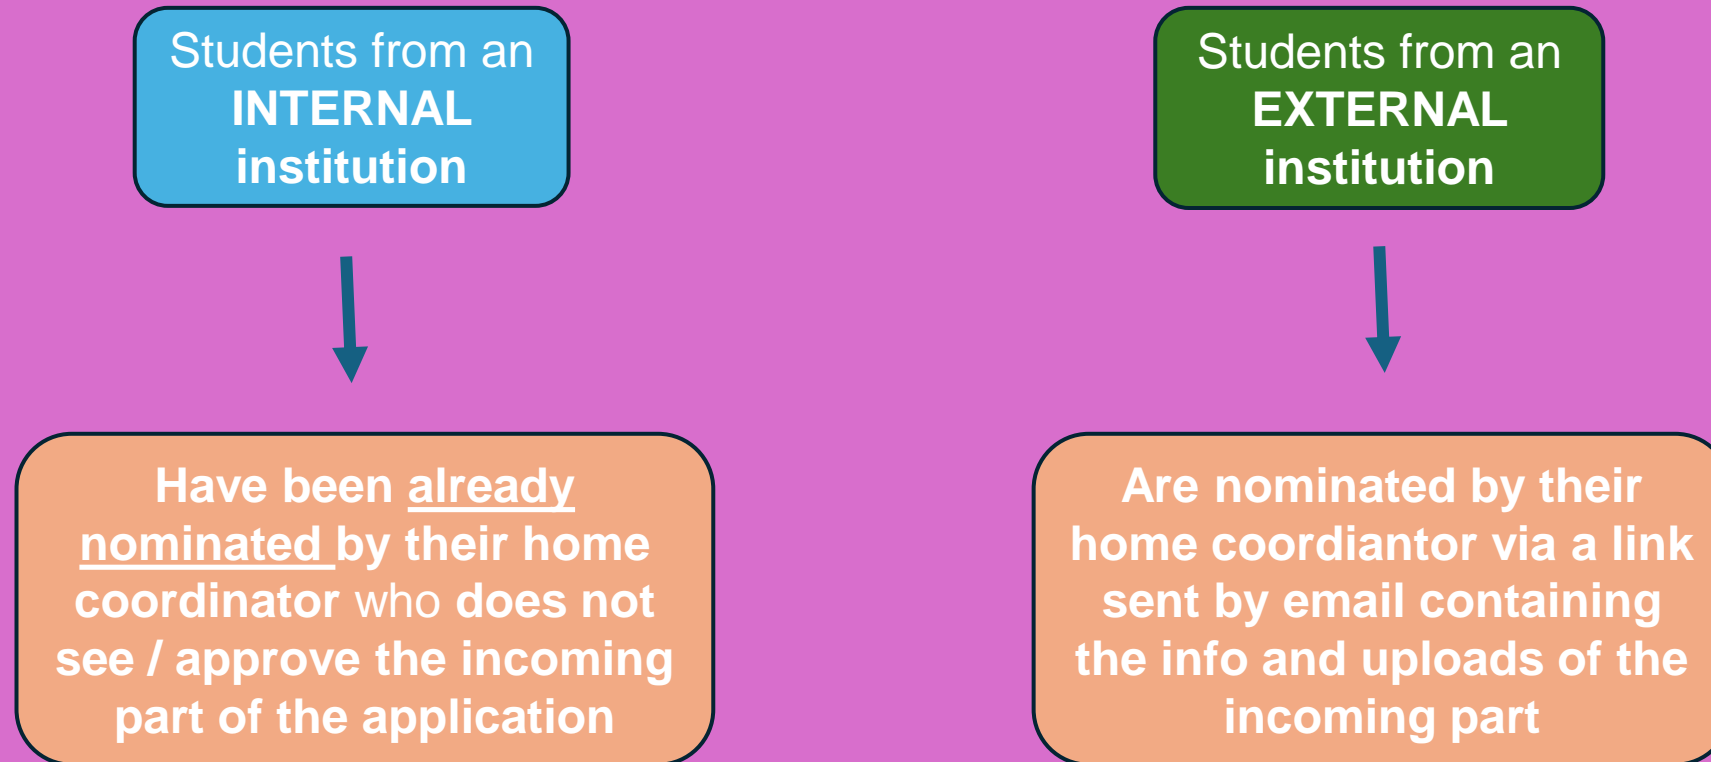 Students from an
INTERNAL
institution
Students from an
EXTERNAL
institution
Have been already
nominated by their home
coordinator who does not
see / approve the incoming
part of the application
Are nominated by their
home coordiantor via a link
sent by email containing
the info and uploads of the
incoming part